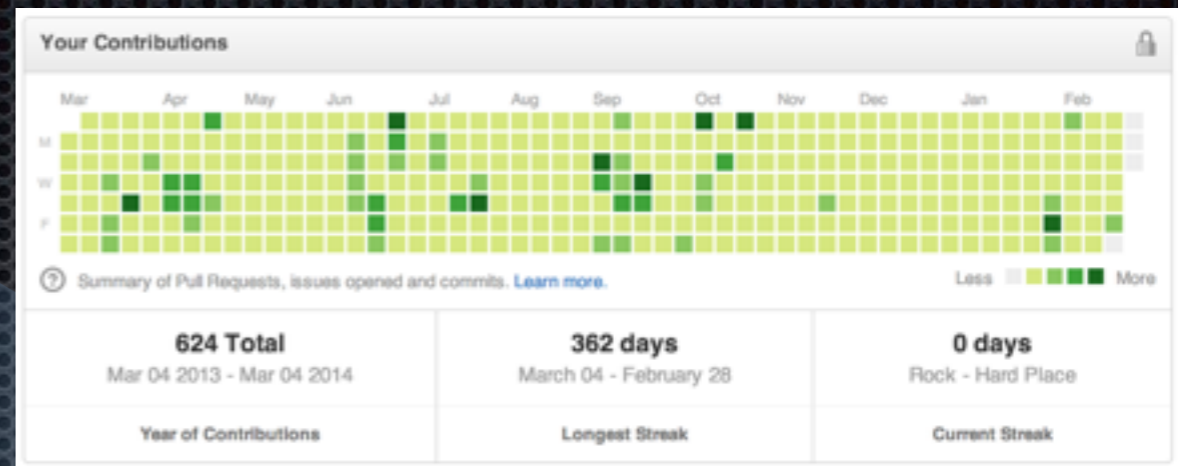 Your Contributions
Mar Apr May Jun Jul Aug Sep Oct Nov Dec Jan Feb
M
W
F
? Summary of Pull Requests, issues opened and commits. Learn more.
Less More
624 Total
Mar 04 2013 - Mar 04 2014
Year of Contributions
362 days
March 04 - February 28
Longest Streak
0 days
Rock - Hard Place
Current Streak